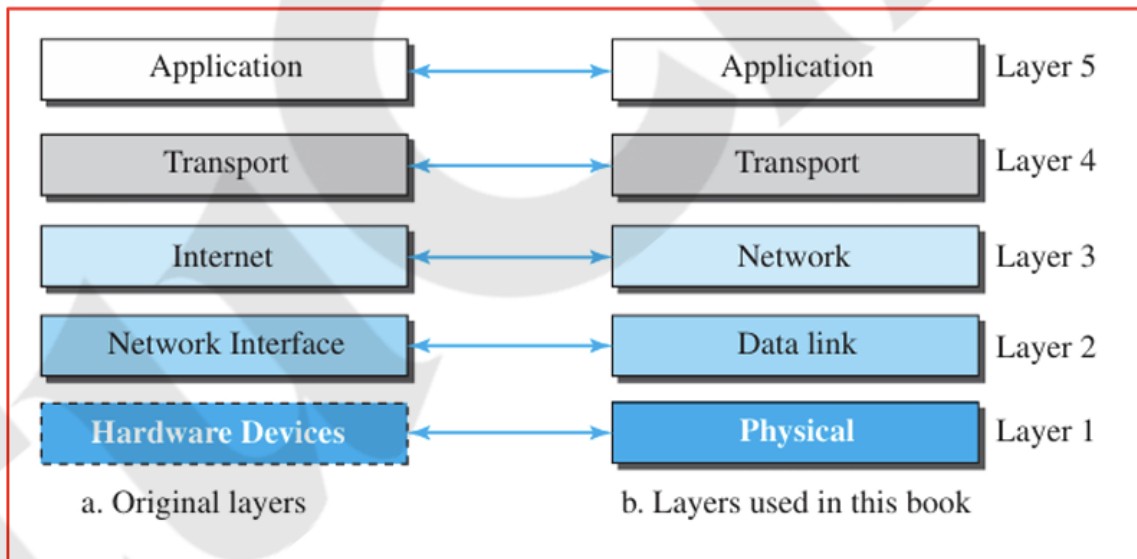 Application Application Layer 5
Transport Transport Layer 4
Internet Network Layer 3
Network Interface Data link Layer 2
Hardware Devices Physical Layer 1
a. Original layers b. Layers used in this book